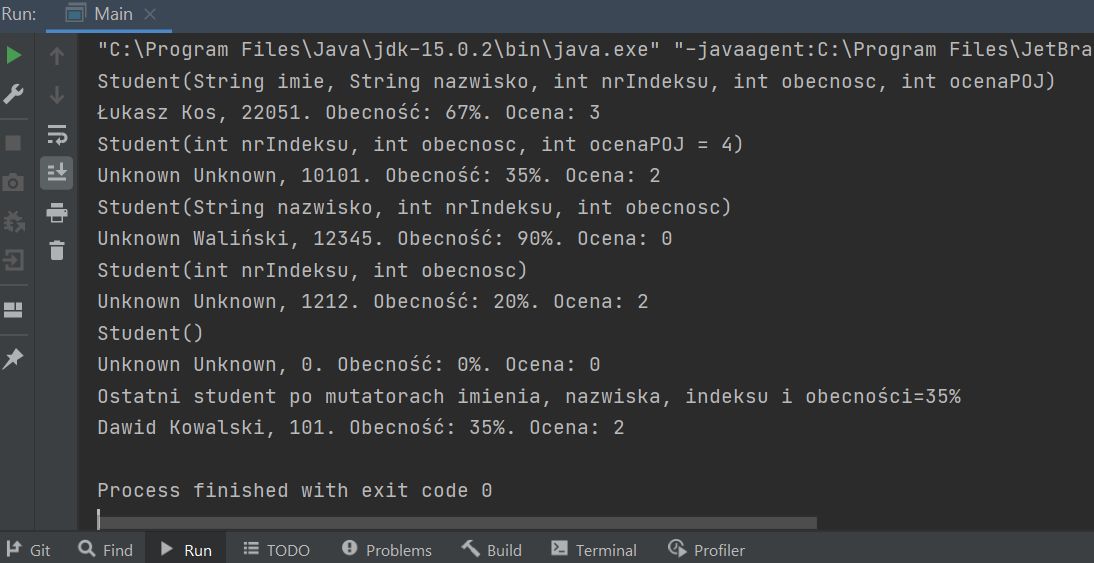 Run: Main
"C:\Program Files\Java\jdk-15.0.2\bin\java.exe" "-javaagent:C:\Program Files\JetBra
Student(String imie, String nazwisko, int nrIndeksu, int obecnosc, int ocenaPOJ)
Łukasz Kos, 22051. Obecność: 67%. Ocena: 3
Student(int nrIndeksu, int obecnosc, int ocenaPOJ = 4)
Unknown Unknown, 10101. Obecność: 35%. Ocena: 2
Student(String nazwisko, int nrIndeksu, int obecnosc)
Unknown Waliński, 12345. Obecność: 90%. Ocena: 0
Student(int nrIndeksu, int obecnosc)
Unknown Unknown, 1212. Obecność: 20%. Ocena: 2
Student()
Unknown Unknown, 0. Obecność: 0%. Ocena: 0
Ostatni student po mutatorach imienia, nazwiska, indeksu i obecności=35%
Dawid Kowalski, 101. Obecność: 35%. Ocena: 2
Process finished with exit code 0
Git Find Run TODO Problems Build Terminal Profiler